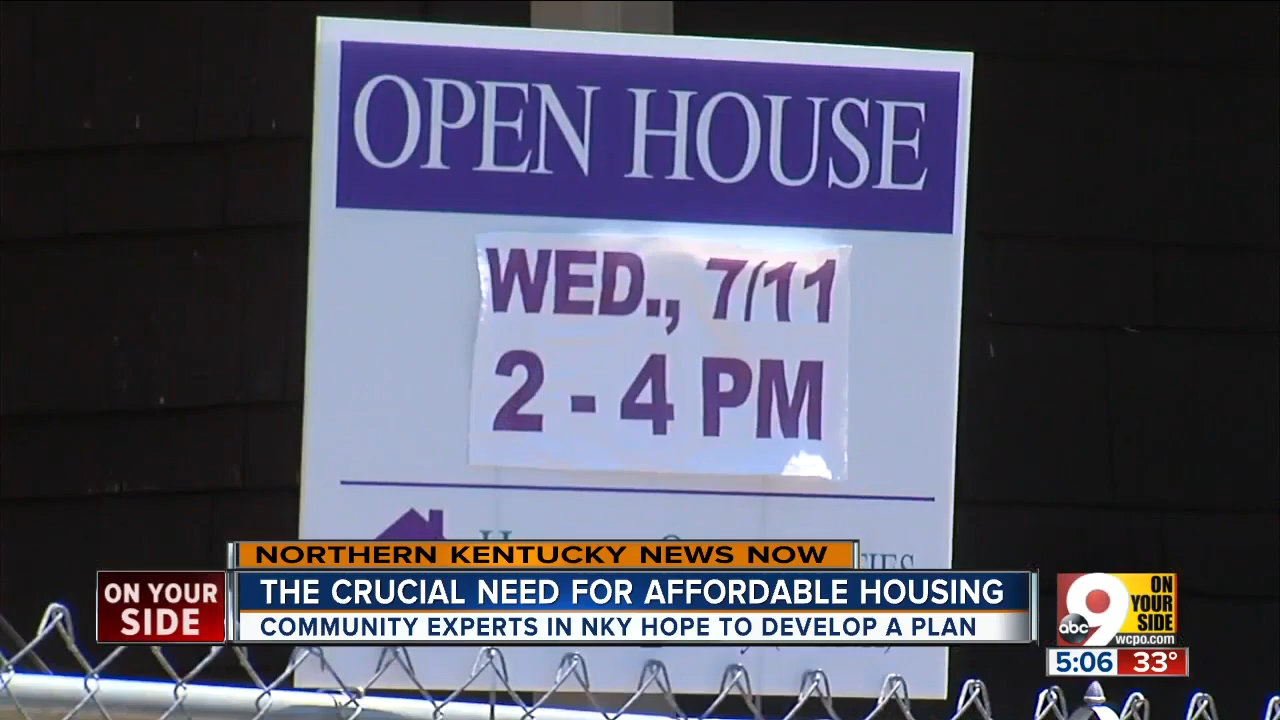 OPEN HOUSE
WED., 7/11
2 - 4 PM
NORTHERN KENTUCKY NEWS NOW
ON YOUR SIDE
THE CRUCIAL NEED FOR AFFORDABLE HOUSING
COMMUNITY EXPERTS IN NKY HOPE TO DEVELOP A PLAN
abc 9
ON YOUR SIDE
wcpo.com
5:06 33°